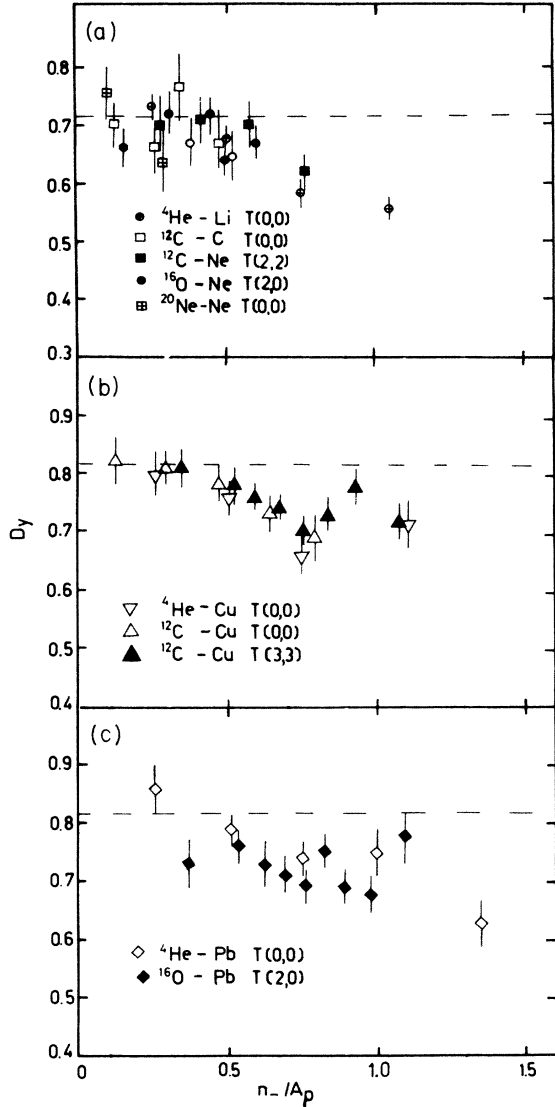 (a)
0.8
0.7
0.6
0.5
0.4
0.3
⁴He – Li T(0,0)
¹²C – C T(0,0)
¹²C – Ne T(2,2)
¹⁶O – Ne T(2,0)
²⁰Ne – Ne T(0,0)
(b)
0.9
0.8
0.7
0.6
0.5
0.4
Dy
⁴He – Cu T(0,0)
¹²C – Cu T(0,0)
¹²C – Cu T(3,3)
(c)
0.9
0.8
0.7
0.6
0.5
0.4
⁴He – Pb T(0,0)
¹⁶O – Pb T(2,0)
0 0.5 1.0 1.5
n₋/Aₚ